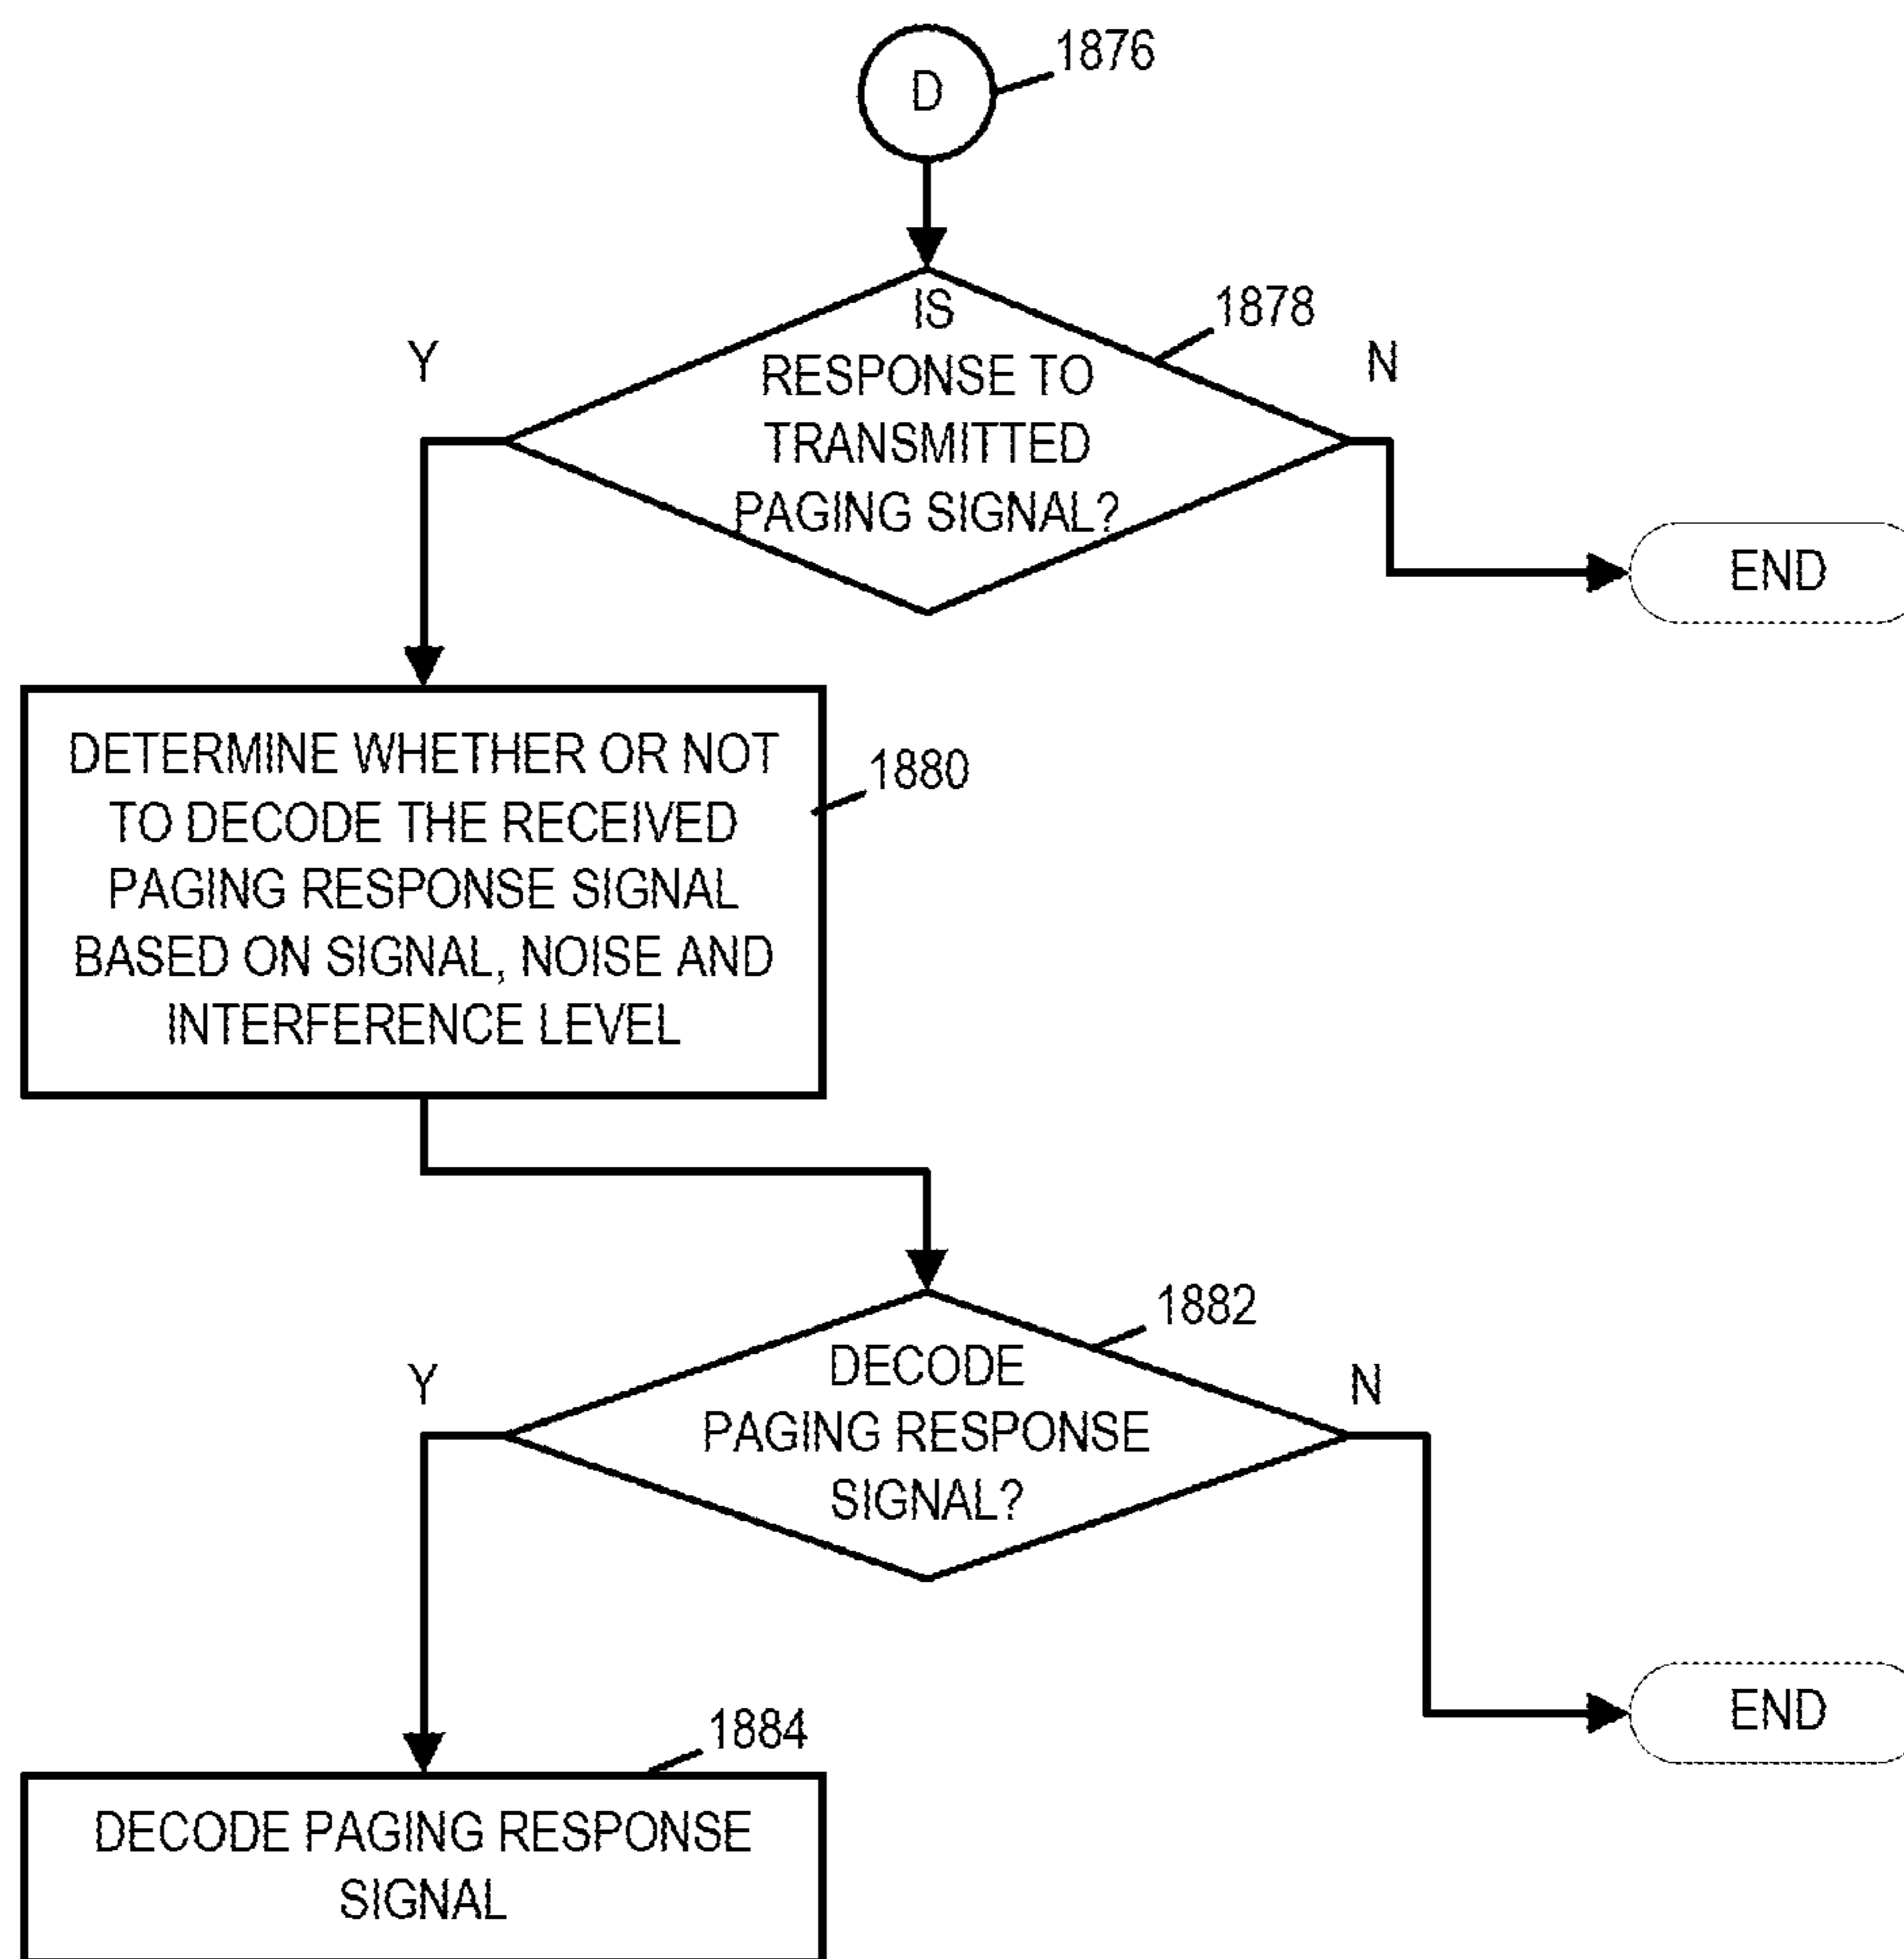 D
1876
IS
RESPONSE TO
TRANSMITTED
PAGING SIGNAL?
1878
Y
N
END
DETERMINE WHETHER OR NOT
TO DECODE THE RECEIVED
PAGING RESPONSE SIGNAL
BASED ON SIGNAL, NOISE AND
INTERFERENCE LEVEL
1880
DECODE
PAGING RESPONSE
SIGNAL?
1882
Y
N
END
1884
DECODE PAGING RESPONSE
SIGNAL